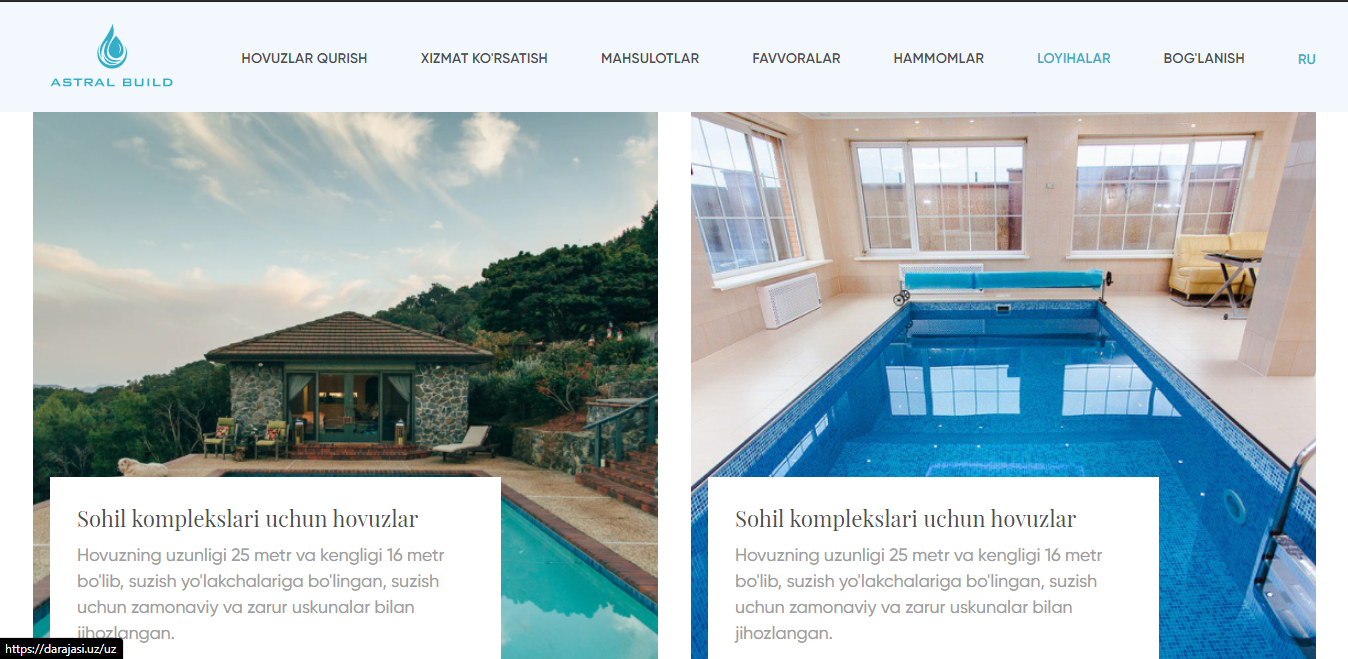 ASTRAL BUILD
HOVUZLAR QURISH XIZMAT KO'RSATISH MAHSULOTLAR FAVVORALAR HAMMOMLAR LOYIHALAR BOG'LANISH RU
Sohil komplekslari uchun hovuzlar
Hovuzning uzunligi 25 metr va kengligi 16 metr
bo'lib, suzish yo'lakchalariga bo'lingan, suzish
uchun zamonaviy va zarur uskunalar bilan
jihozlangan.
Sohil komplekslari uchun hovuzlar
Hovuzning uzunligi 25 metr va kengligi 16 metr
bo'lib, suzish yo'lakchalariga bo'lingan, suzish
uchun zamonaviy va zarur uskunalar bilan
jihozlangan.
https://darajasi.uz/uz